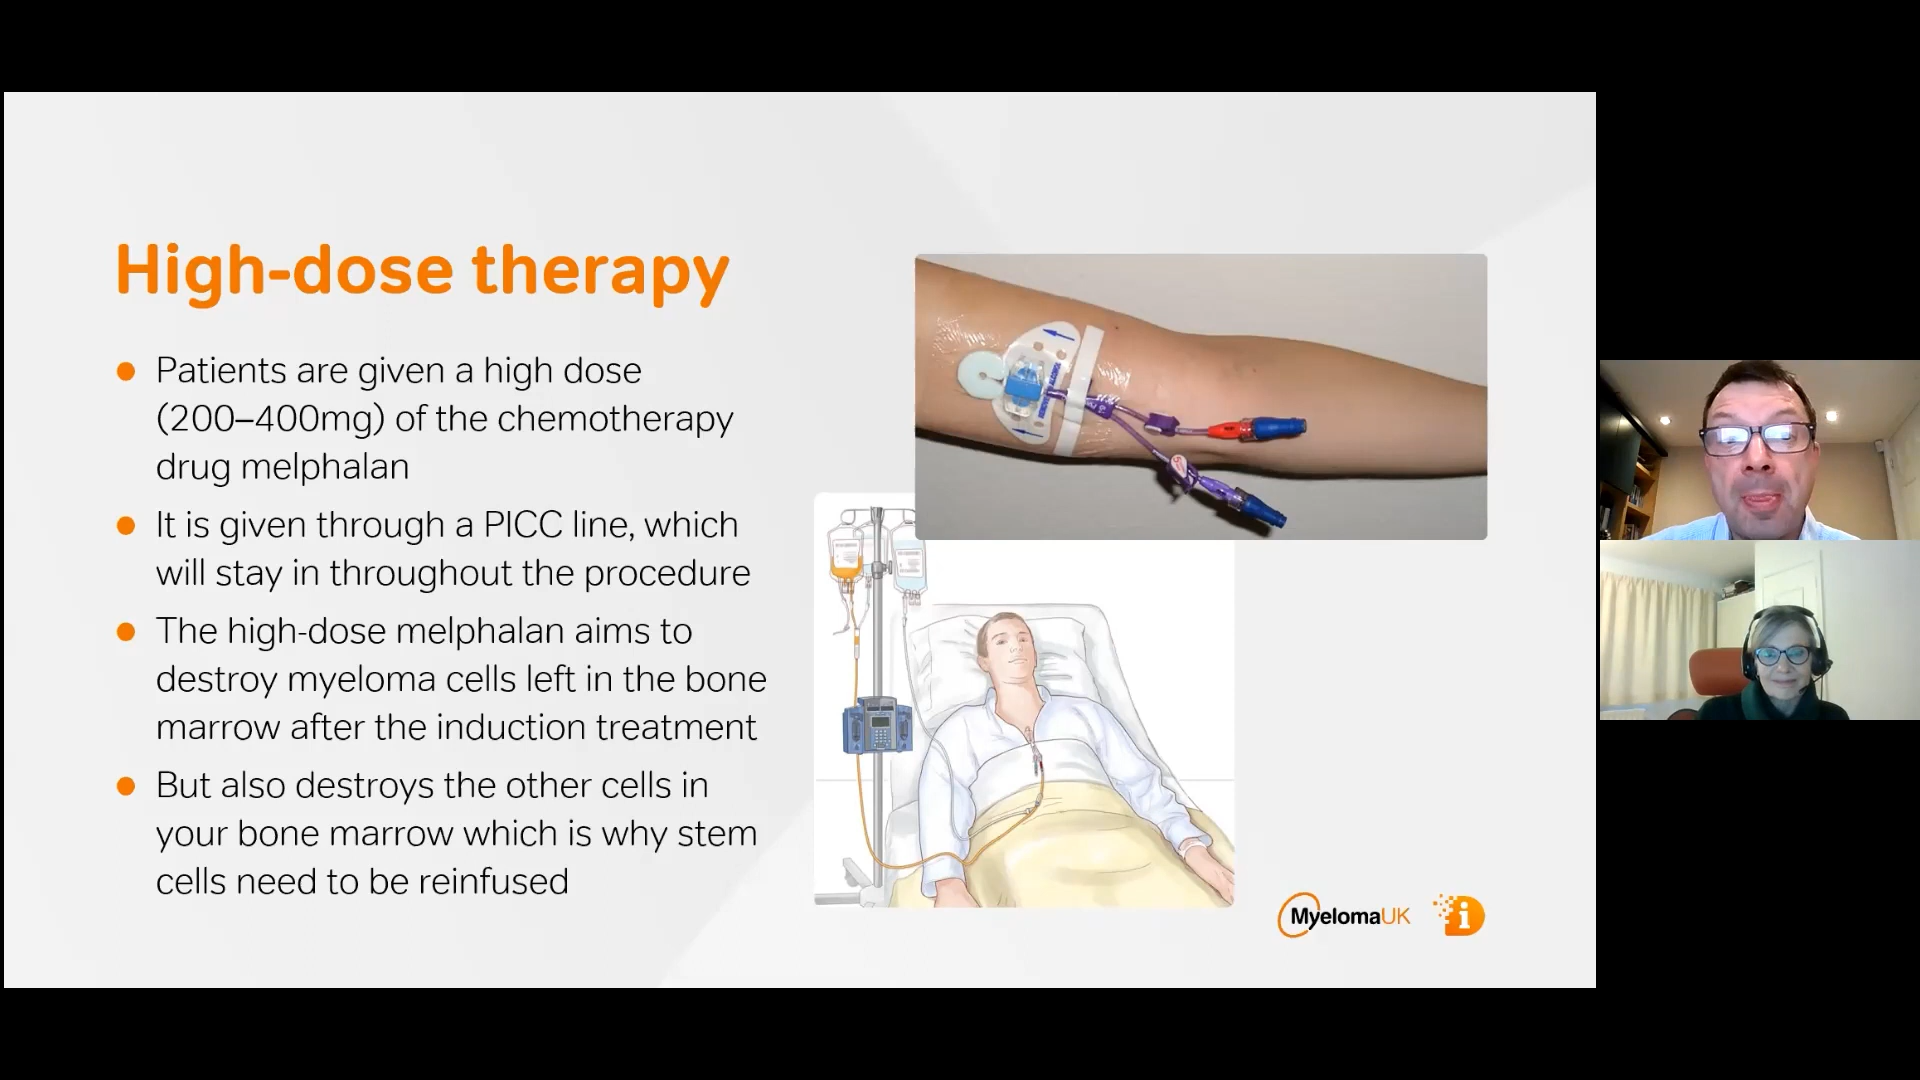 High-dose therapy
Patients are given a high dose
(200–400mg) of the chemotherapy
drug melphalan
It is given through a PICC line, which
will stay in throughout the procedure
The high-dose melphalan aims to
destroy myeloma cells left in the bone
marrow after the induction treatment
But also destroys the other cells in
your bone marrow which is why stem
cells need to be reinfused
MyelomaUK
i